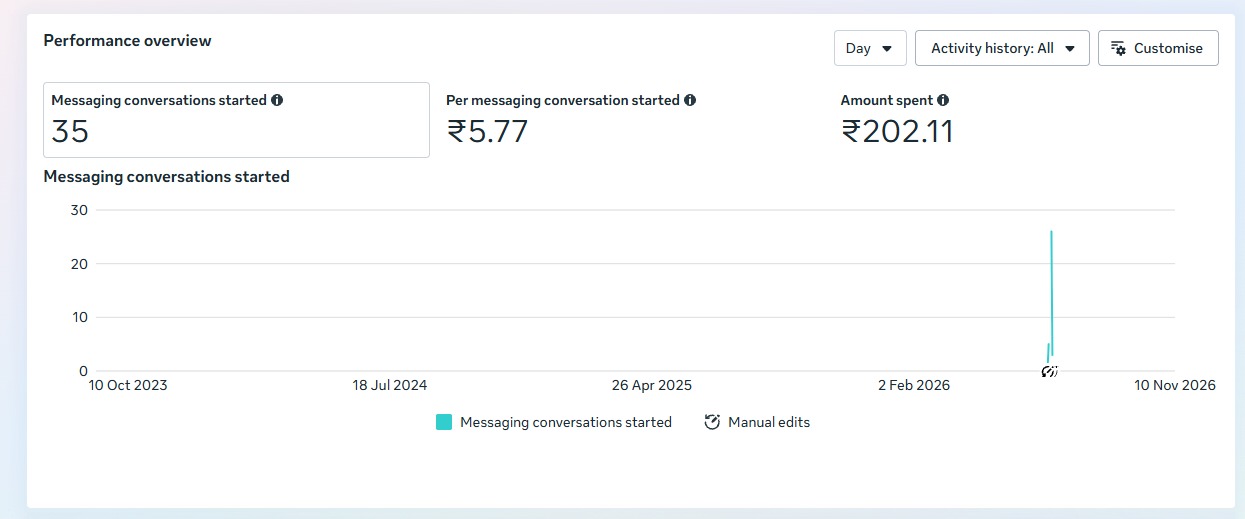 Performance overview
Day
Activity history: All
Customise
Messaging conversations started
Per messaging conversation started
Amount spent
35
₹5.77
₹202.11
Messaging conversations started
30
20
10
0
10 Oct 2023
18 Jul 2024
26 Apr 2025
2 Feb 2026
10 Nov 2026
Messaging conversations started
Manual edits